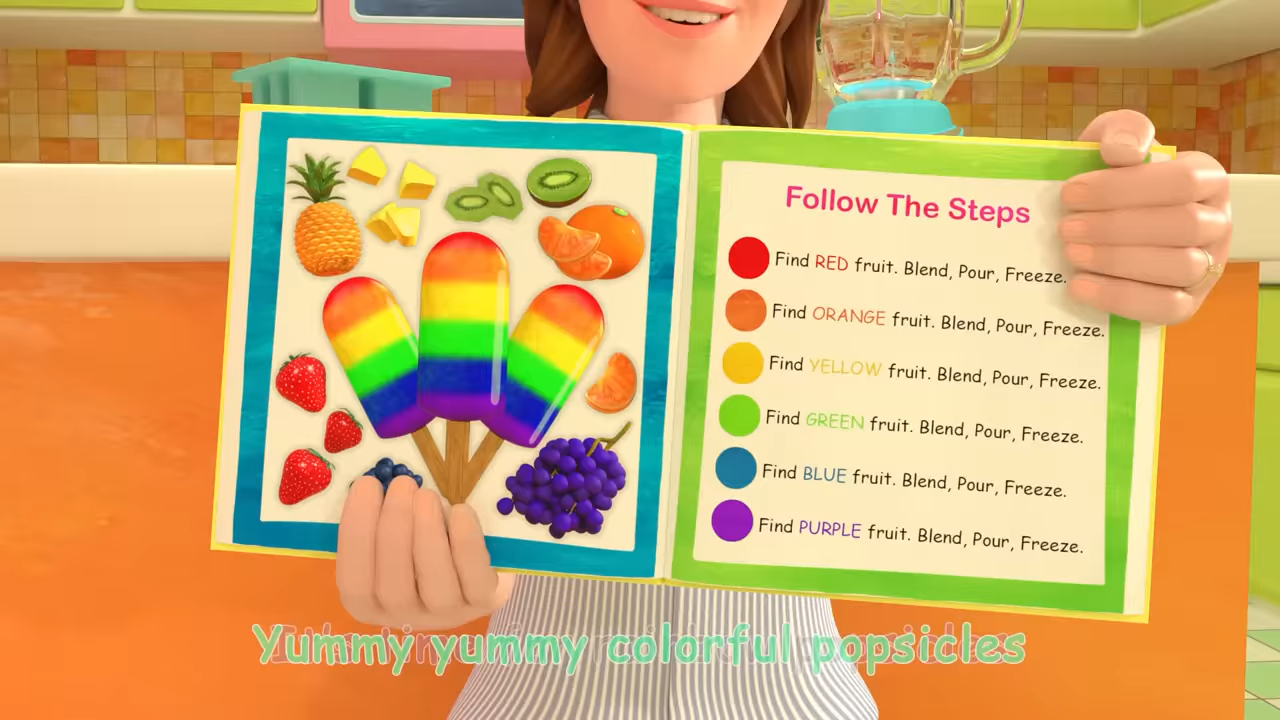 Follow The Steps
Find RED fruit. Blend, Pour, Freeze.
Find ORANGE fruit. Blend, Pour, Freeze.
Find YELLOW fruit. Blend, Pour, Freeze.
Find GREEN fruit. Blend, Pour, Freeze.
Find BLUE fruit. Blend, Pour, Freeze.
Find PURPLE fruit. Blend, Pour, Freeze.
Yummy yummy colorful popsicles